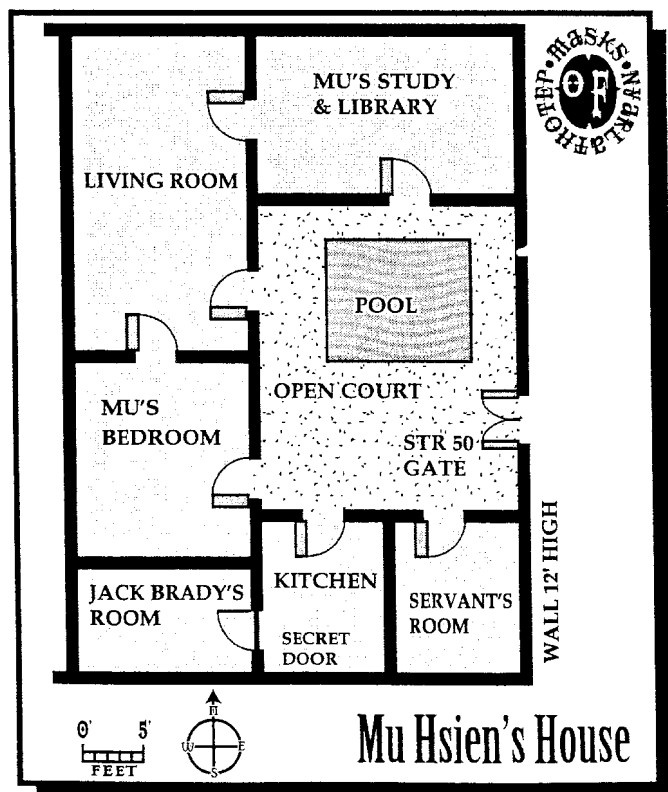 MASKS OF NYARLATHOTEP
MU'S STUDY
& LIBRARY
LIVING ROOM
POOL
OPEN COURT
MU'S
BEDROOM
STR 50
GATE
JACK BRADY'S
ROOM
KITCHEN
SECRET
DOOR
SERVANT'S
ROOM
WALL 12' HIGH
0' 5'
FEET
N
W E
S
Mu Hsien's House